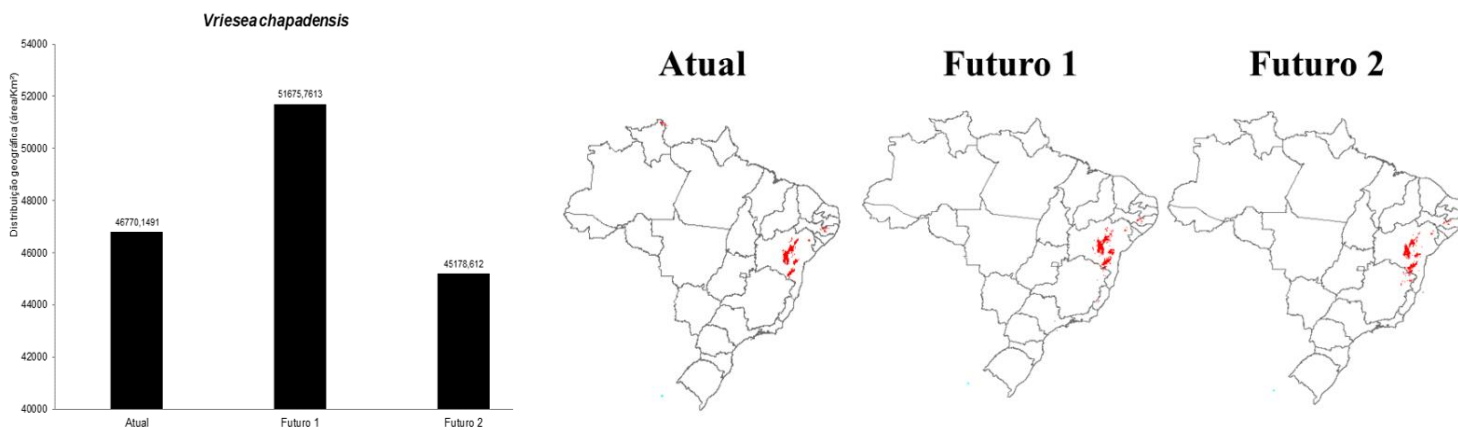 Vriesea chapadensis
Distribuição geográfica (área/Km²)
54000
52000
50000
48000
46000
44000
42000
40000
46770,1491
51675,7613
45178,612
Atual
Futuro 1
Futuro 2
Atual
Futuro 1
Futuro 2